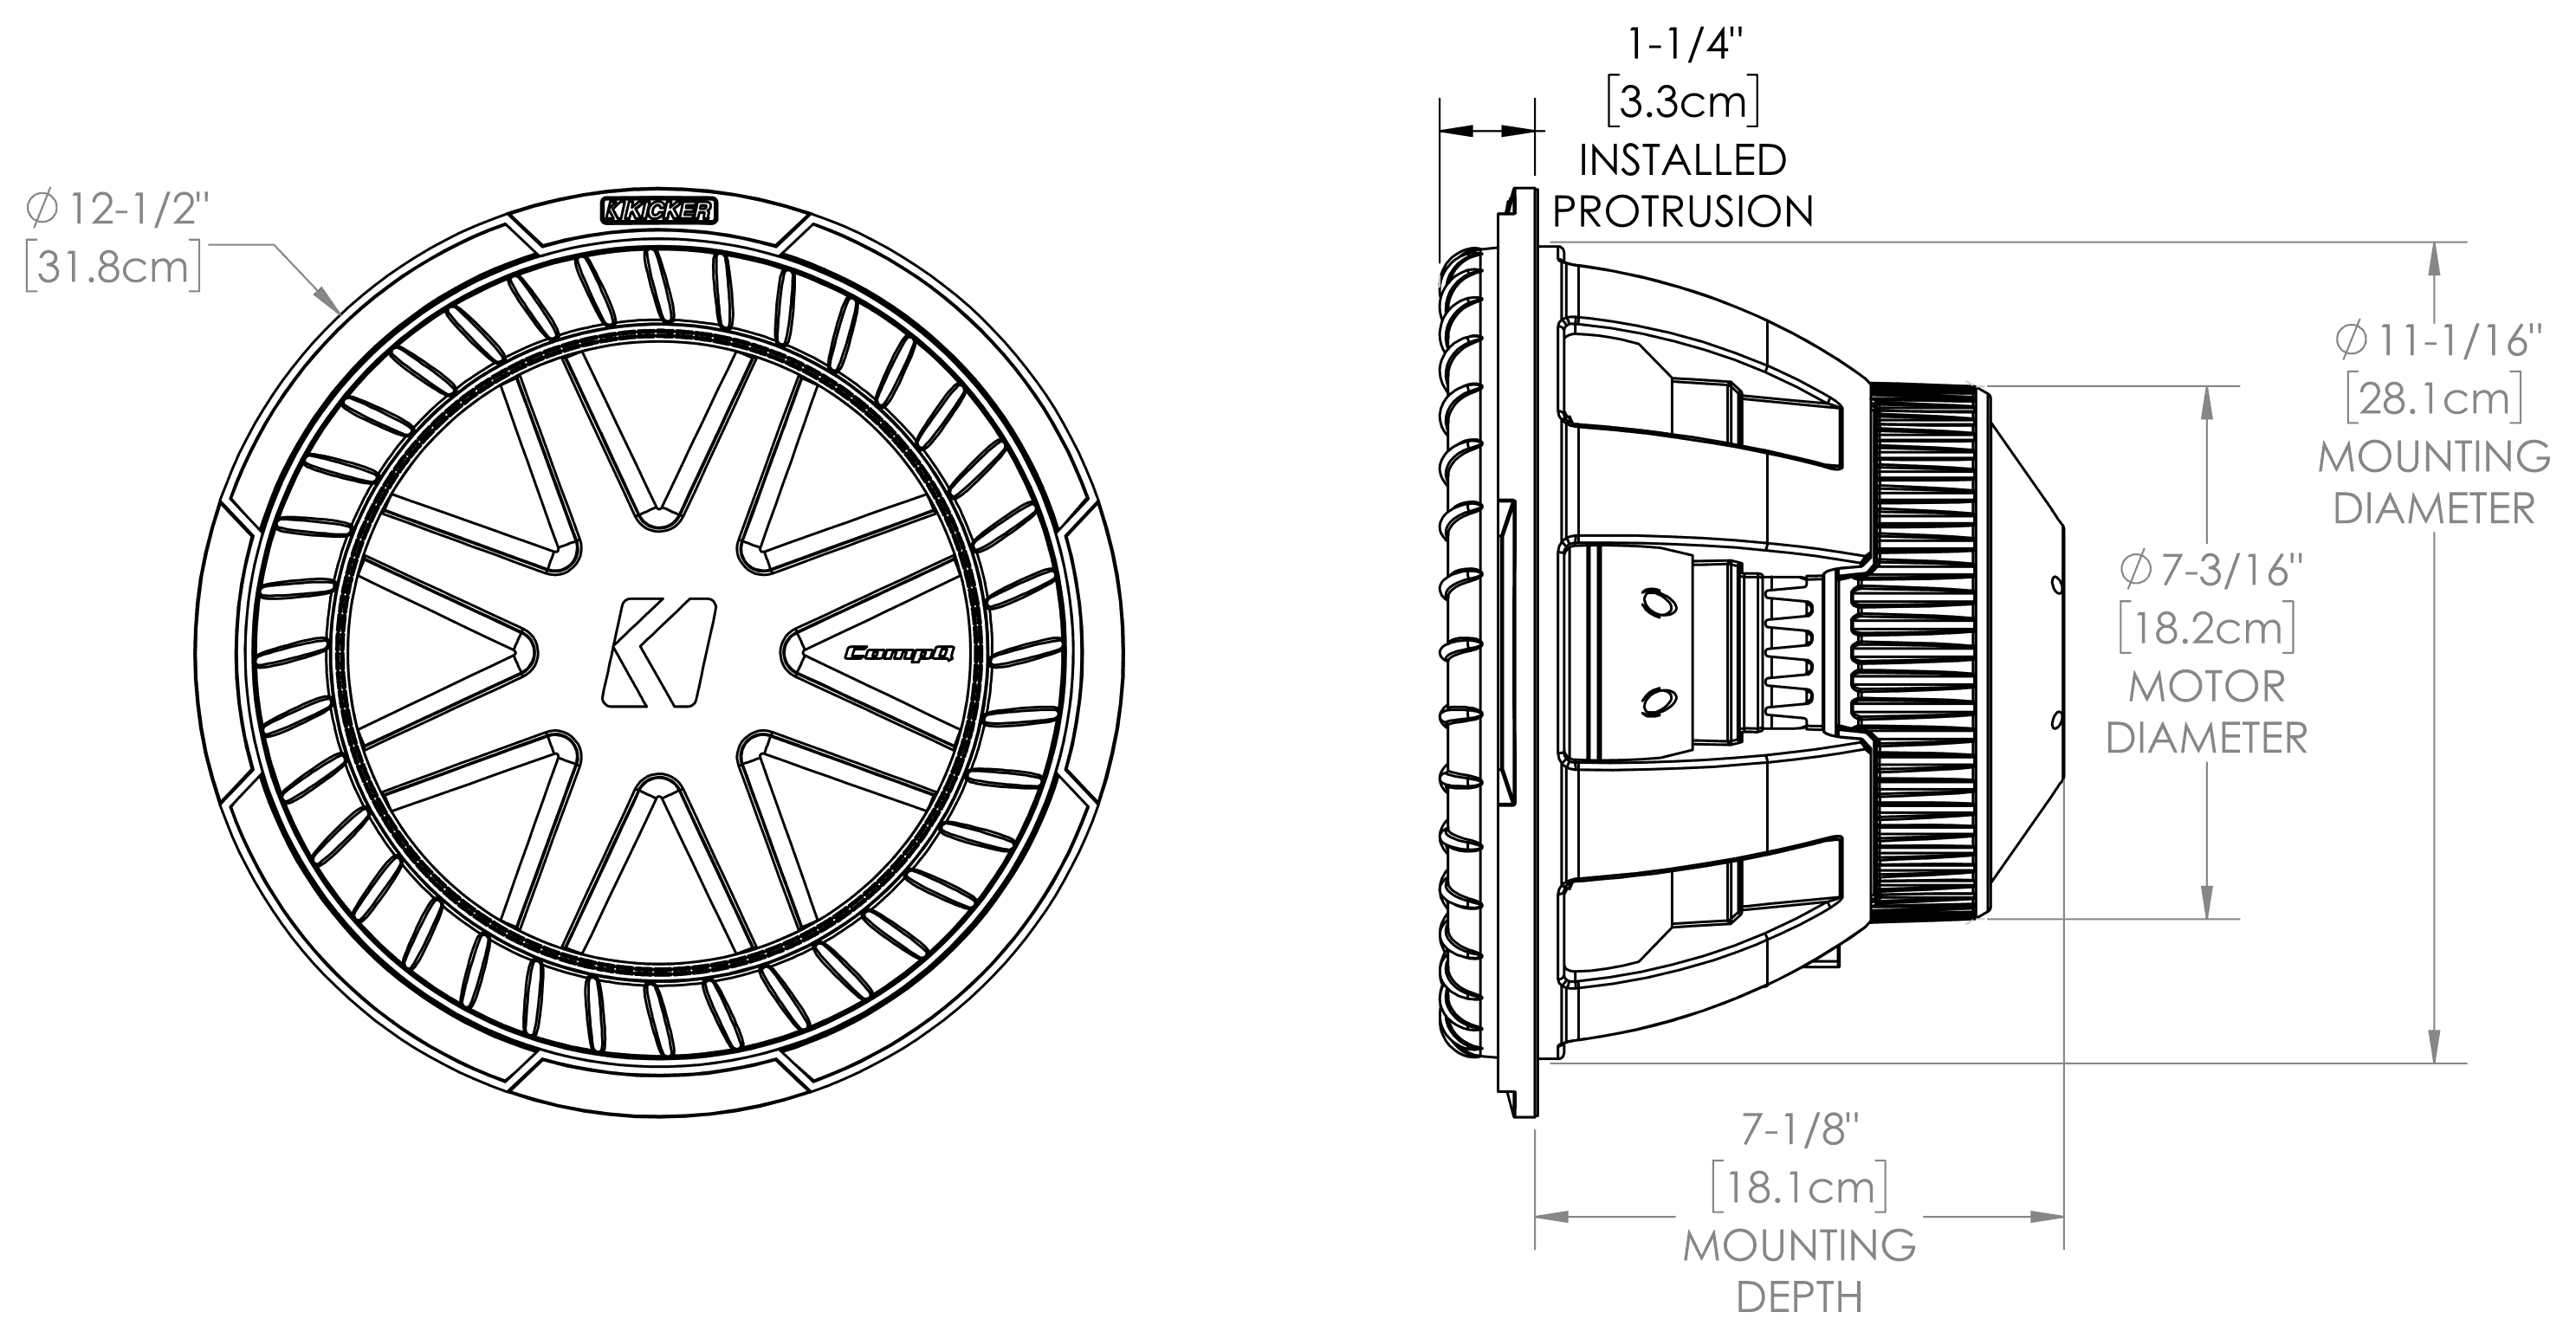 1-1/4"
[3.3cm]
INSTALLED
PROTRUSION
Ø 12-1/2"
[31.8cm]
KICKER
CompQ
Ø 11-1/16"
[28.1cm]
MOUNTING
DIAMETER
Ø 7-3/16"
[18.2cm]
MOTOR
DIAMETER
7-1/8"
[18.1cm]
MOUNTING
DEPTH